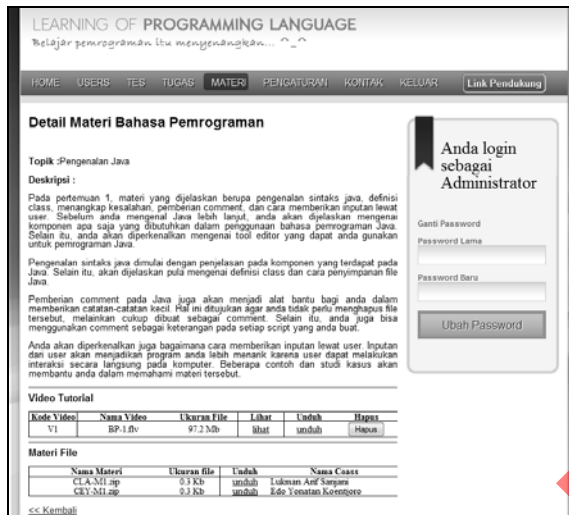 LEARNING OF PROGRAMMING LANGUAGE
Belajar pemrograman itu menyenangkan... ^_^
HOME USERS TES TUGAS MATERI PENGATURAN KONTAK KELUAR Link Pendukung
Detail Materi Bahasa Pemrograman
Topik :Pengenalan Java
Deskripsi :
Pada pertemuan 1, materi yang dijelaskan berupa pengenalan sintaks java, definisi
class, menangkap kesalahan, pemberian comment, dan cara memberikan inputan lewat
user. Sebelum anda mengenal Java lebih lanjut, anda akan dijelaskan mengenai
komponen apa saja yang dibutuhkan dalam penggunaan bahasa pemrograman Java.
Selain itu, anda akan diperkenalkan mengenai tool editor yang dapat anda gunakan
untuk pemrograman Java.
Pengenalan sintaks java dimulai dengan penjelasan pada komponen yang terdapat pada
Java. Selain itu, akan dijelaskan pula mengenai definisi class dan cara penyimpanan file
Java.
Pemberian comment pada Java juga akan menjadi alat bantu bagi anda dalam
memberikan catatan-catatan kecil. Hal ini ditujukan agar anda tidak perlu menghapus file
tersebut, melainkan cukup dibuat sebagai comment. Selain itu, anda juga bisa
menggunakan comment sebagai keterangan pada setiap script yang anda buat.
Anda akan diperkenalkan juga bagaimana cara memberikan inputan lewat user. Inputan
dari user akan menjadikan program anda lebih menarik karena user dapat melakukan
interaksi secara langsung pada komputer. Beberapa contoh dan studi kasus akan
membantu anda dalam memahami materi tersebut.
Video Tutorial
Kode Video Nama Video Ukuran File Lihat Unduh Hapus
V1 BP-1.flv 97.2 Mb lihat unduh Hapus
Materi File
Nama Materi Ukuran file Unduh Nama Coass
CLA-M1.zip 0.3 Kb unduh Lukman Arif Sanjani
CEY-M1.zip 0.3 Kb unduh Edo Yonatan Koentjoro
<< Kembali
Anda login
sebagai
Administrator
Ganti Password
Password Lama
Password Baru
Ubah Password